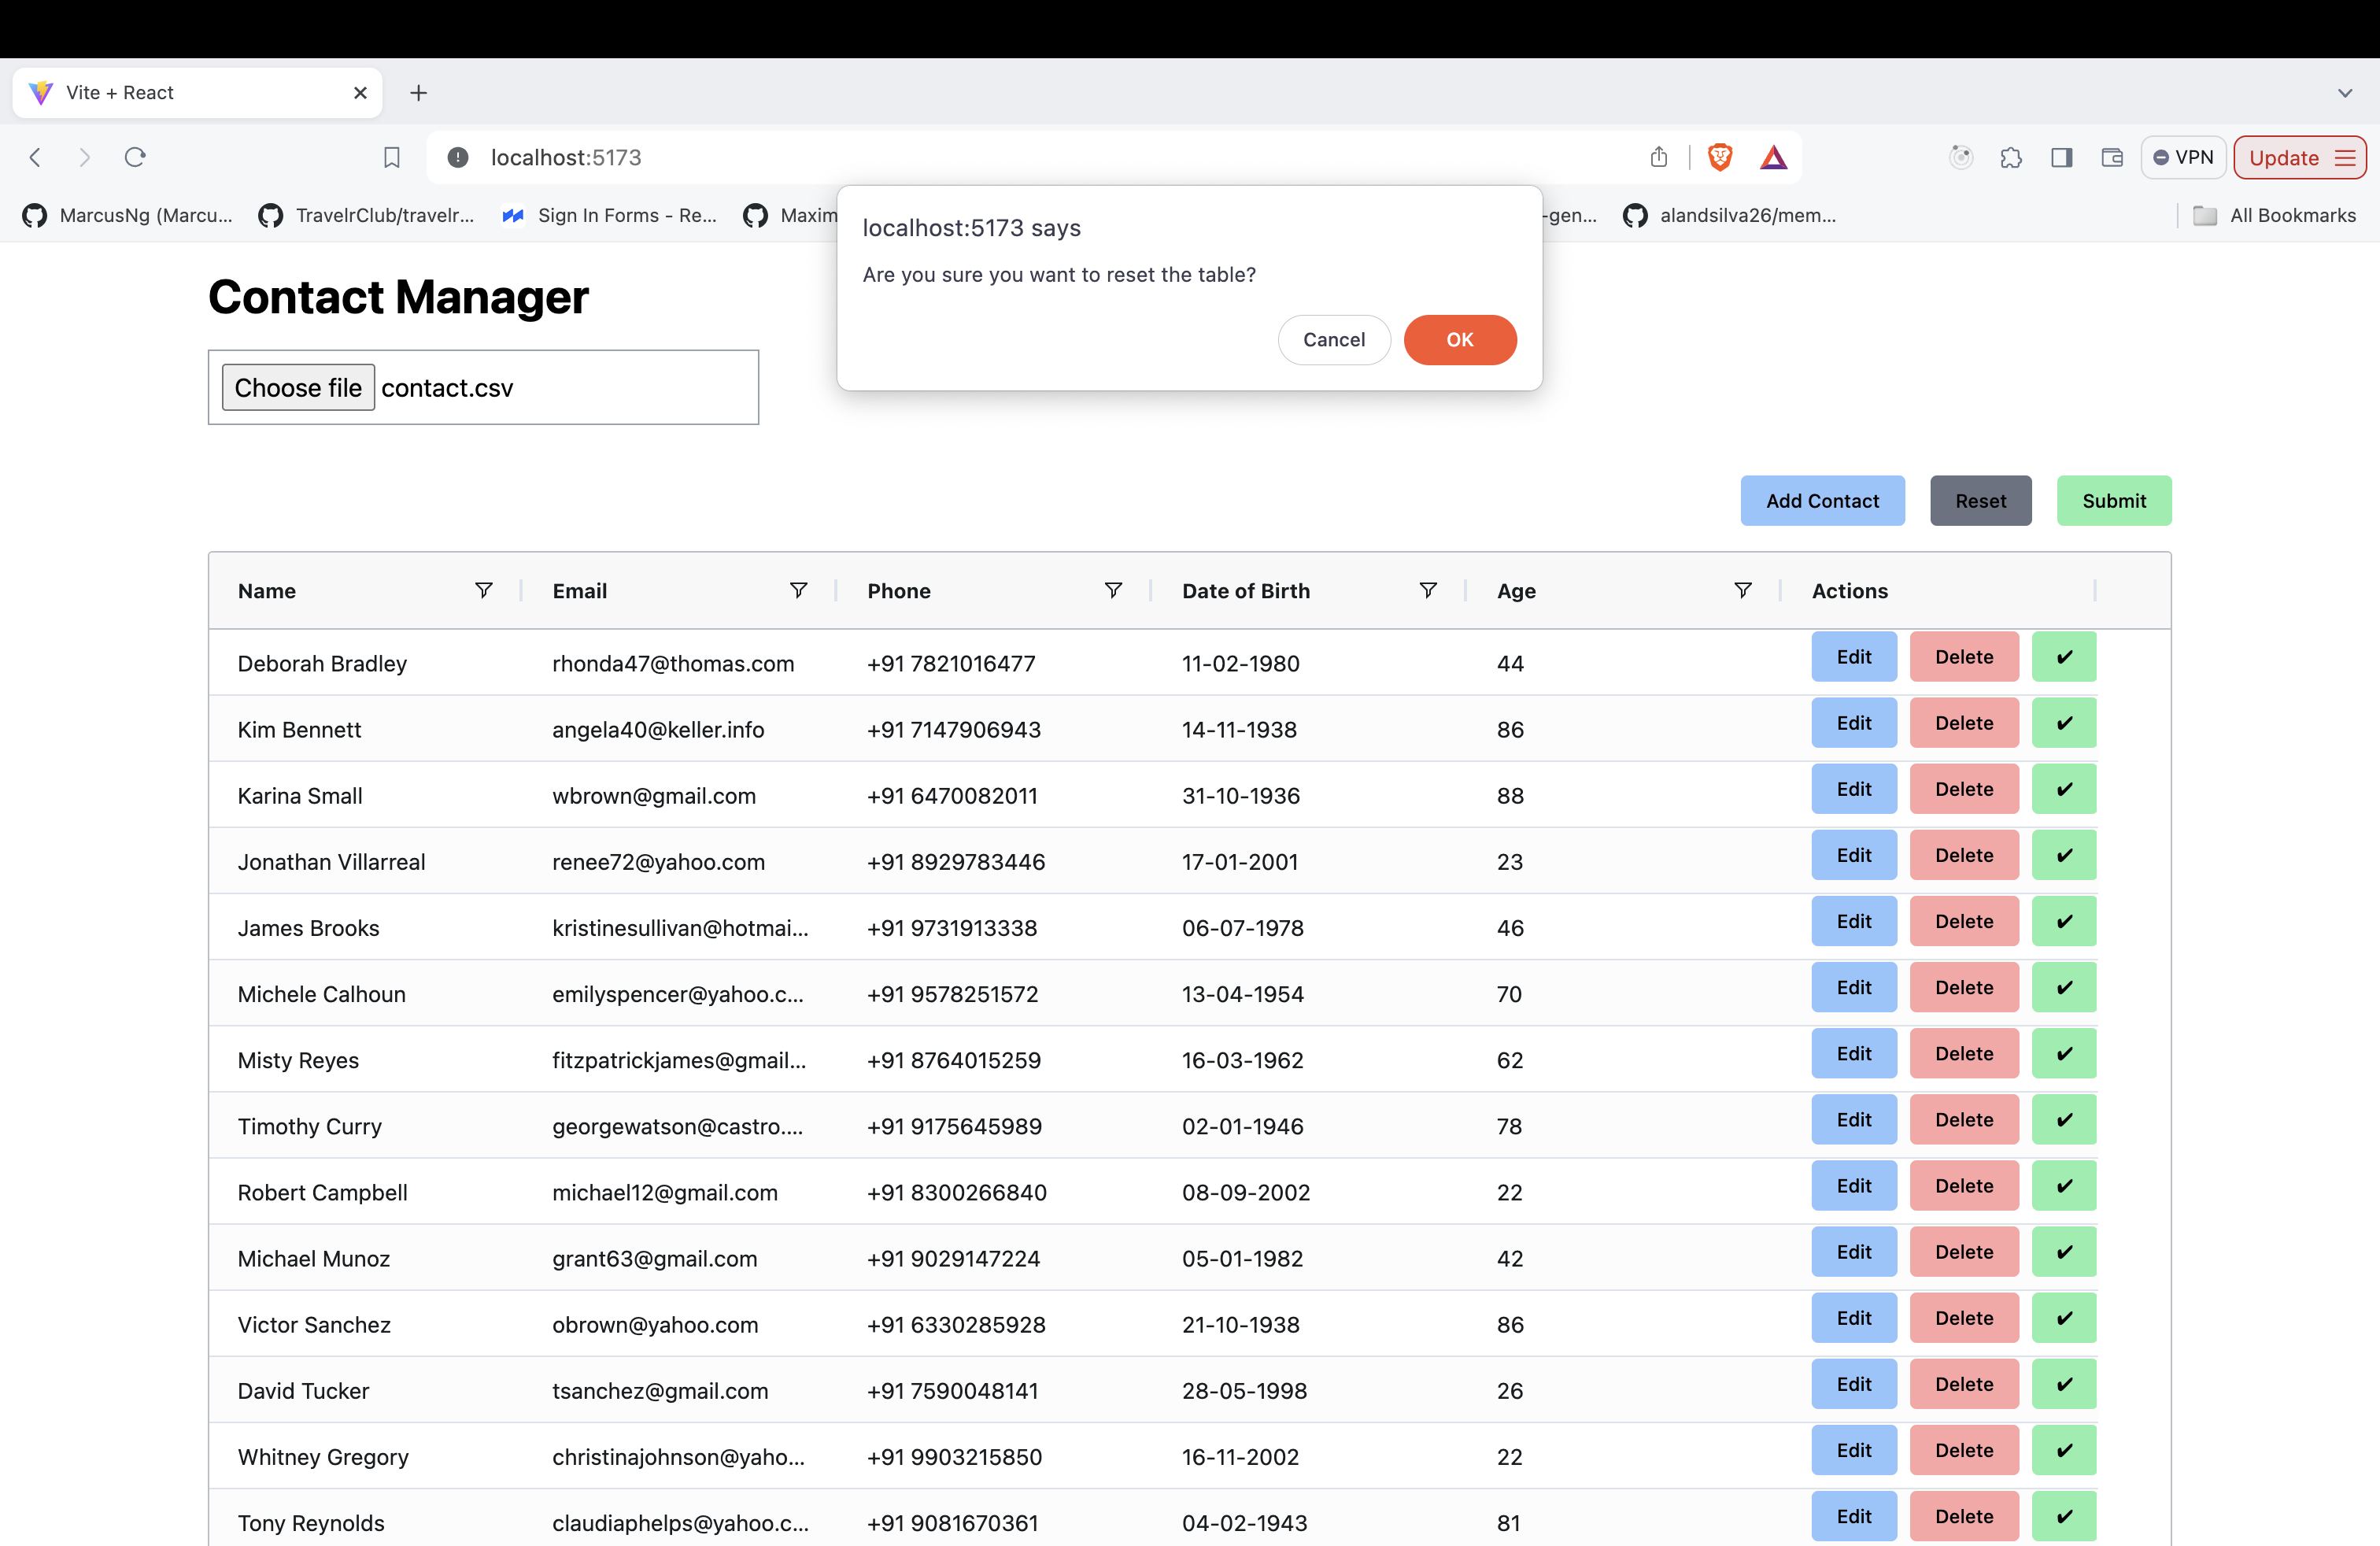 Vite + React
localhost:5173
VPN
Update
MarcusNg (Marcu...
TravelrClub/travelr...
Sign In Forms - Re...
Maxim
-gen...
alandsilva26/mem...
All Bookmarks
localhost:5173 says
Are you sure you want to reset the table?
Cancel
OK
Contact Manager
Choose file contact.csv
Add Contact
Reset
Submit
Name Email Phone Date of Birth Age Actions
Deborah Bradley rhonda47@thomas.com +91 7821016477 11-02-1980 44 Edit Delete ✔
Kim Bennett angela40@keller.info +91 7147906943 14-11-1938 86 Edit Delete ✔
Karina Small wbrown@gmail.com +91 6470082011 31-10-1936 88 Edit Delete ✔
Jonathan Villarreal renee72@yahoo.com +91 8929783446 17-01-2001 23 Edit Delete ✔
James Brooks kristinesullivan@hotmai... +91 9731913338 06-07-1978 46 Edit Delete ✔
Michele Calhoun emilyspencer@yahoo.c... +91 9578251572 13-04-1954 70 Edit Delete ✔
Misty Reyes fitzpatrickjames@gmail... +91 8764015259 16-03-1962 62 Edit Delete ✔
Timothy Curry georgewatson@castro.... +91 9175645989 02-01-1946 78 Edit Delete ✔
Robert Campbell michael12@gmail.com +91 8300266840 08-09-2002 22 Edit Delete ✔
Michael Munoz grant63@gmail.com +91 9029147224 05-01-1982 42 Edit Delete ✔
Victor Sanchez obrown@yahoo.com +91 6330285928 21-10-1938 86 Edit Delete ✔
David Tucker tsanchez@gmail.com +91 7590048141 28-05-1998 26 Edit Delete ✔
Whitney Gregory christinajohnson@yaho... +91 9903215850 16-11-2002 22 Edit Delete ✔
Tony Reynolds claudiaphelps@yahoo.c... +91 9081670361 04-02-1943 81 Edit Delete ✔